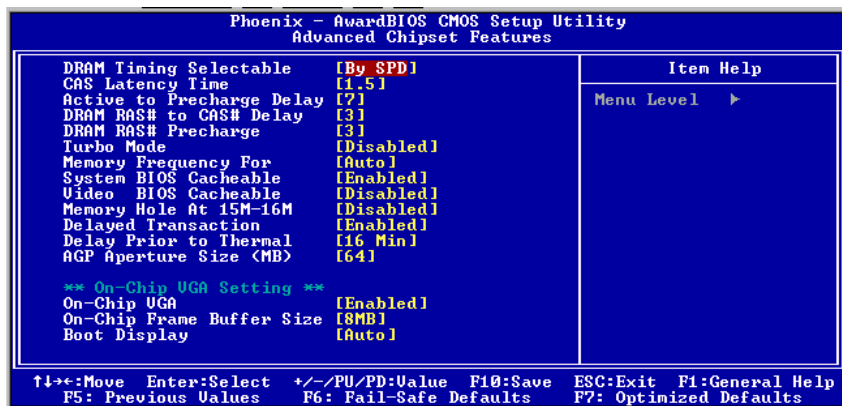 Phoenix - AwardBIOS CMOS Setup Utility
Advanced Chipset Features
DRAM Timing Selectable [By SPD]
CAS Latency Time [1.5]
Active to Precharge Delay [7]
DRAM RAS# to CAS# Delay [3]
DRAM RAS# Precharge [3]
Turbo Mode [Disabled]
Memory Frequency For [Auto]
System BIOS Cacheable [Enabled]
Video BIOS Cacheable [Disabled]
Memory Hole At 15M-16M [Disabled]
Delayed Transaction [Enabled]
Delay Prior to Thermal [16 Min]
AGP Aperture Size (MB) [64]
** On-Chip VGA Setting **
On-Chip VGA [Enabled]
On-Chip Frame Buffer Size [8MB]
Boot Display [Auto]
Item Help
Menu Level ►
↑↓→←:Move Enter:Select +/-/PU/PD:Value F10:Save ESC:Exit F1:General Help
F5: Previous Values F6: Fail-Safe Defaults F7: Optimized Defaults